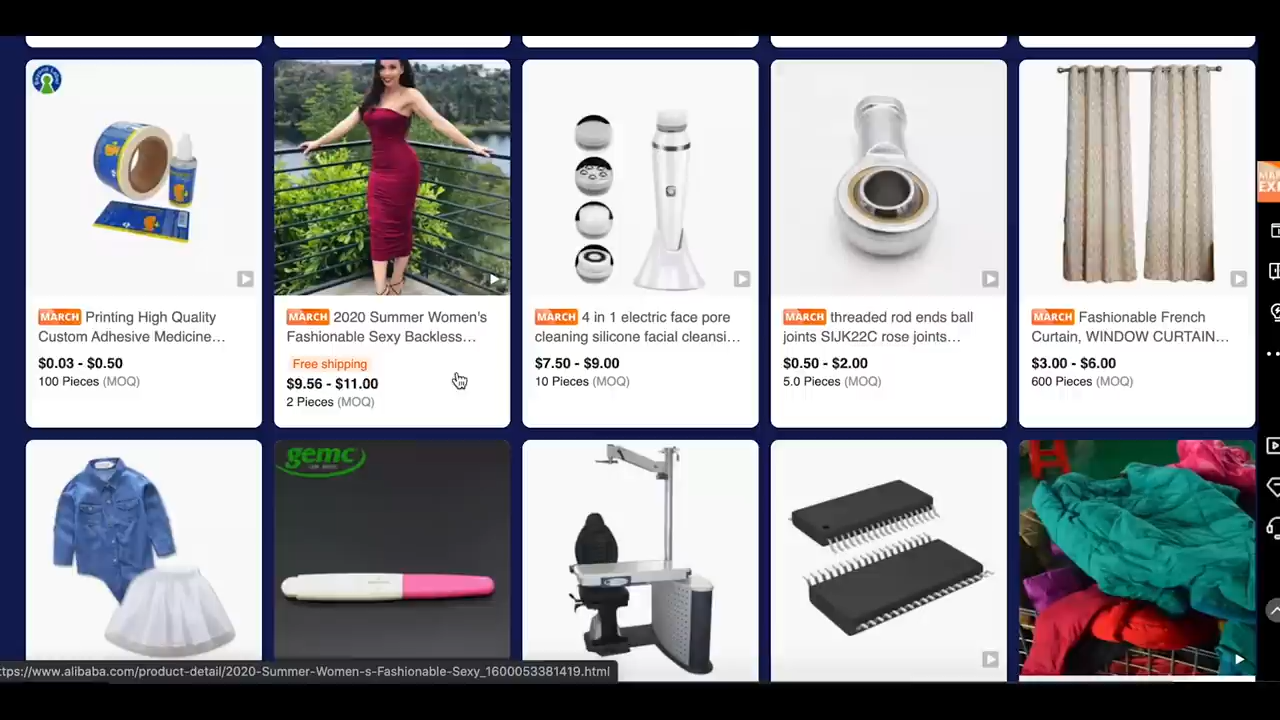 MARCH Printing High Quality
Custom Adhesive Medicine...
$0.03 - $0.50
100 Pieces (MOQ)
MARCH 2020 Summer Women's
Fashionable Sexy Backless...
Free shipping
$9.56 - $11.00
2 Pieces (MOQ)
MARCH 4 in 1 electric face pore
cleaning silicone facial cleansi...
$7.50 - $9.00
10 Pieces (MOQ)
MARCH threaded rod ends ball
joints SIJK22C rose joints...
$0.50 - $2.00
5.0 Pieces (MOQ)
MARCH Fashionable French
Curtain, WINDOW CURTAIN...
$3.00 - $6.00
600 Pieces (MOQ)
gemc
ttps://www.alibaba.com/product-detail/2020-Summer-Women-s-Fashionable-Sexy_1600053381419.html